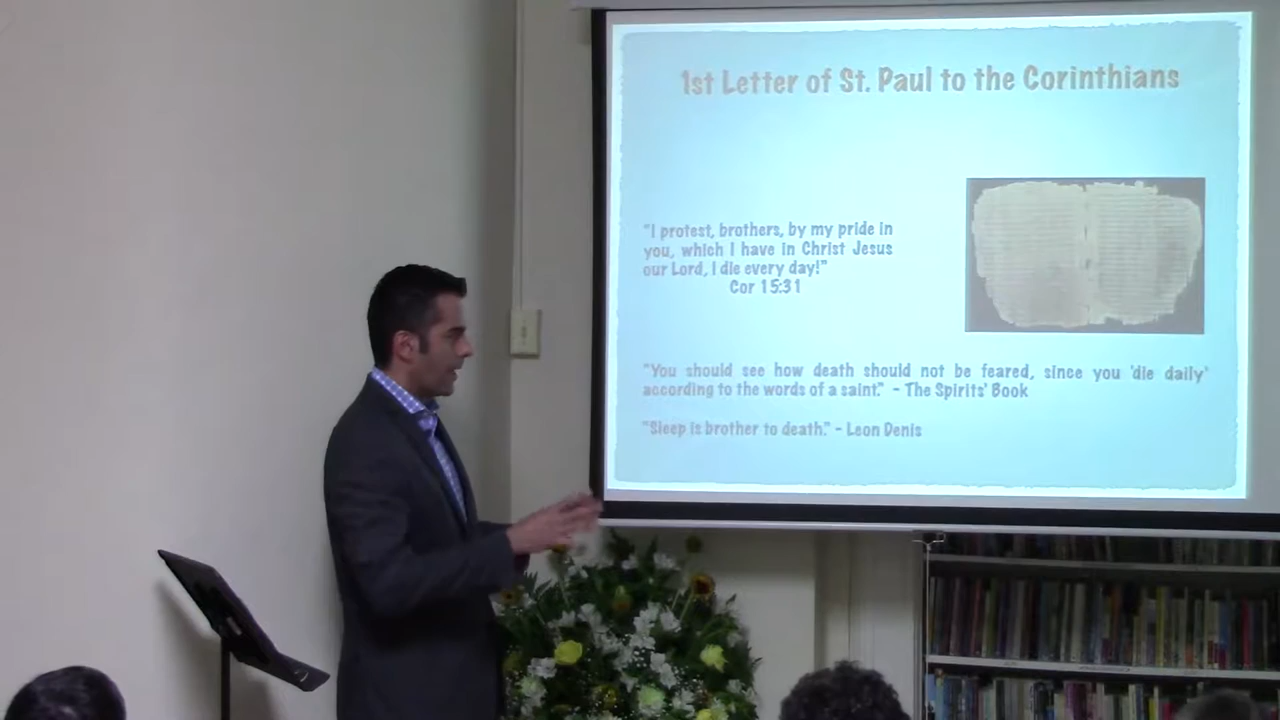 1st Letter of St. Paul to the Corinthians
"I protest, brothers, by my pride in
you, which I have in Christ Jesus
our Lord, I die every day!"
Cor 15:31
"You should see how death should not be feared, since you 'die daily'
according to the words of a saint." - The Spirits' Book
"Sleep is brother to death." - Leon Denis